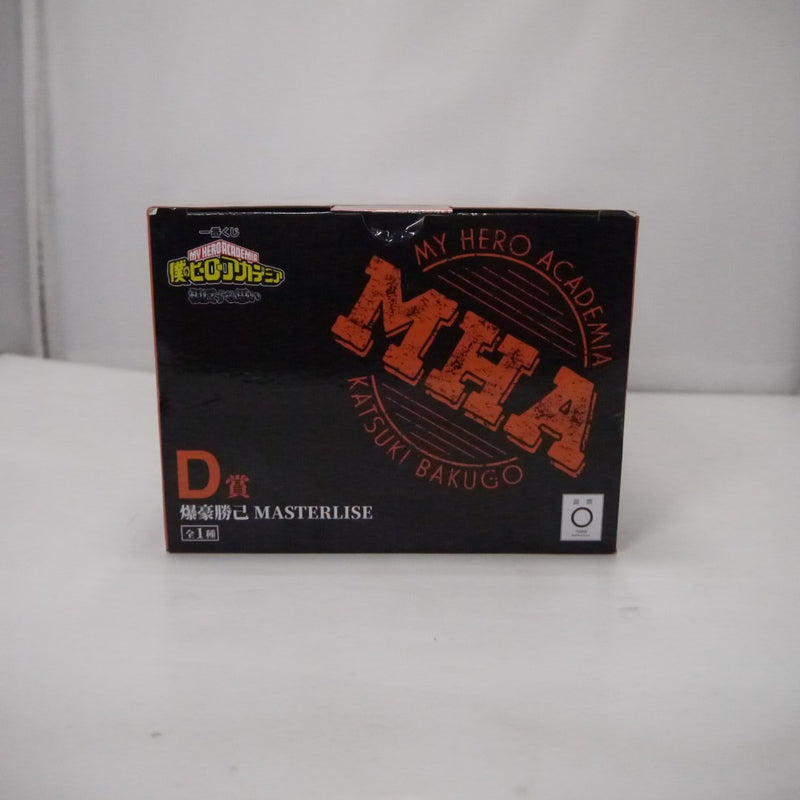 一番くじ
MY HERO ACADEMIA
僕のヒーローアカデミア
MY HERO ACADEMIA
MHA
KATSUKI BAKUGO
D賞
爆豪勝己 MASTERLISE
全1種